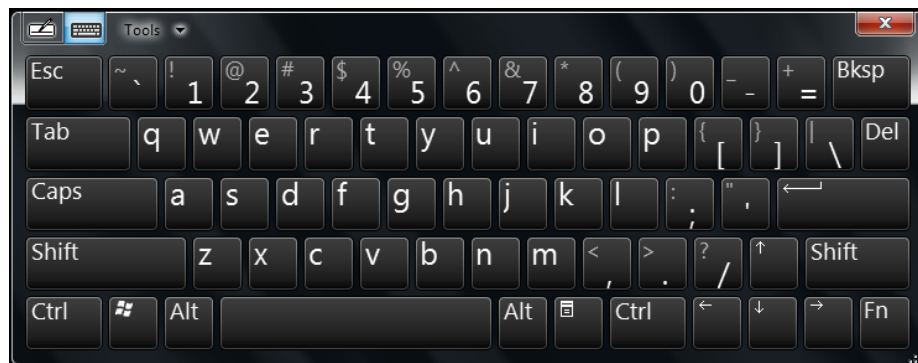 Tools
Esc ~ ` ! 1 @ 2 # 3 $ 4 % 5 ^ 6 & 7 * 8 ( 9 ) 0 _ - + = Bksp
Tab q w e r t y u i o p { [ } ] | \ Del
Caps a s d f g h j k l : ; " ' ←
Shift z x c v b n m < , > . ? / ↑ Shift
Ctrl Alt Alt Ctrl ← ↓ → Fn